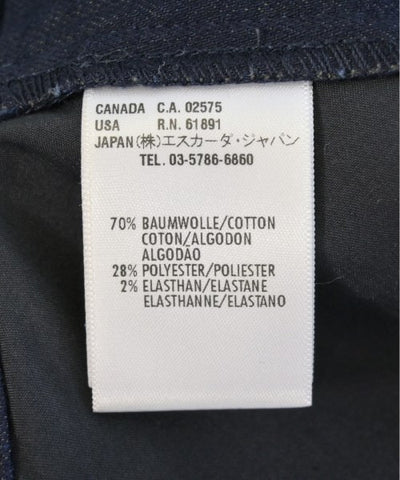 CANADA C.A. 02575
USA R.N. 61891
JAPAN(株)エスカーダ・ジャパン
TEL. 03-5786-6860
70% BAUMWOLLE/COTTON
COTON/ALGODON
ALGODÃO
28% POLYESTER/POLIESTER
2% ELASTHAN/ELASTANE
ELASTHANNE/ELASTANO